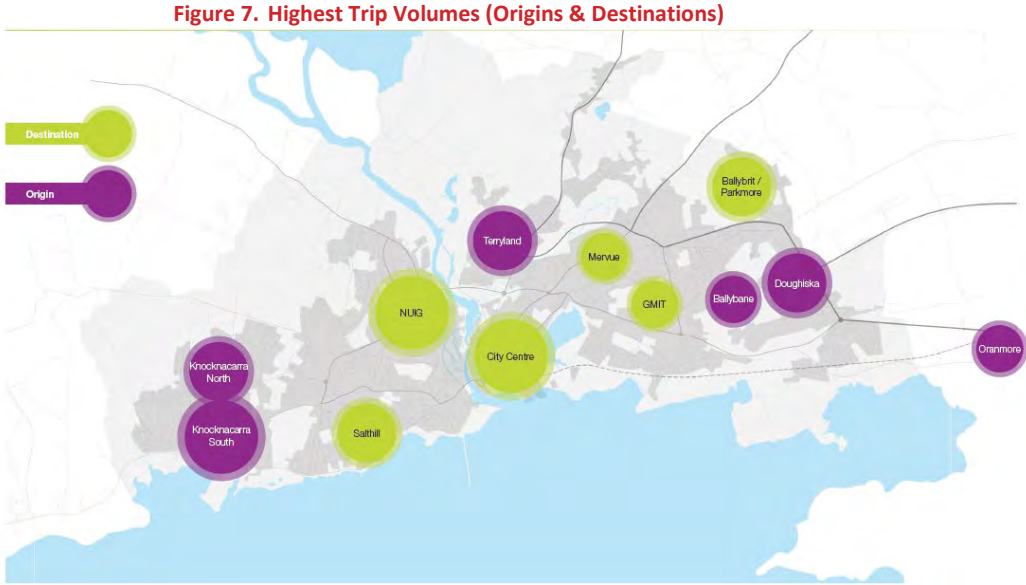 Figure 7. Highest Trip Volumes (Origins & Destinations)
Destination
Origin
Ballybrit /
Parkmore
Terryland
Mervue
Doughiska
Ballybane
GMIT
NUIG
Oranmore
City Centre
Knocknacarra
North
Knocknacarra
South
Salthill